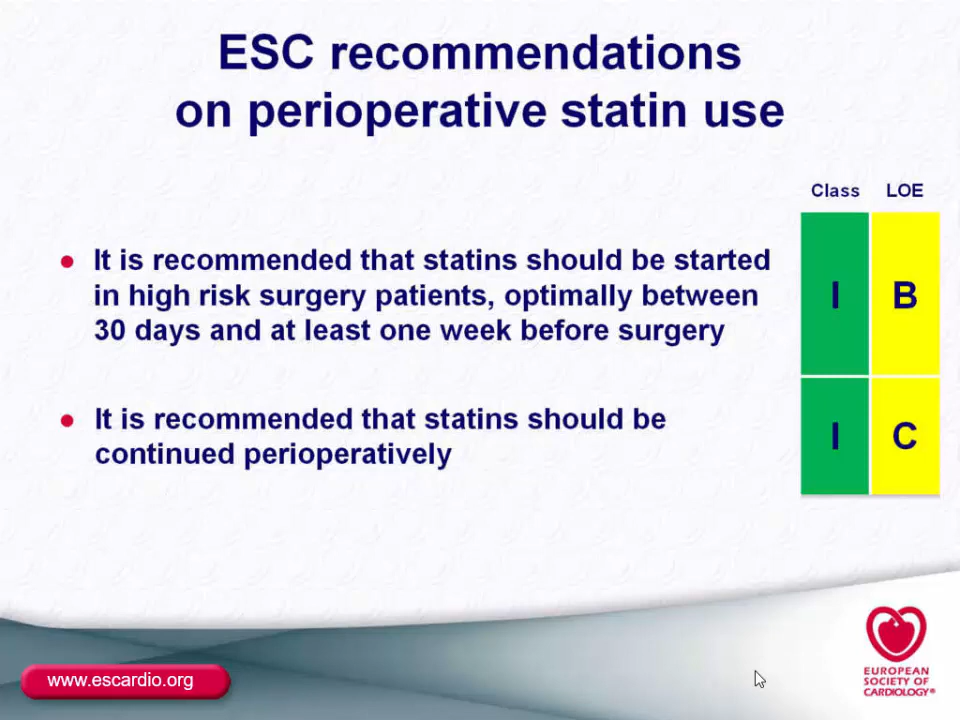 ESC recommendations
on perioperative statin use
Class LOE
• It is recommended that statins should be started
in high risk surgery patients, optimally between
30 days and at least one week before surgery
I B
• It is recommended that statins should be
continued perioperatively
I C
www.escardio.org
EUROPEAN
SOCIETY OF
CARDIOLOGY®